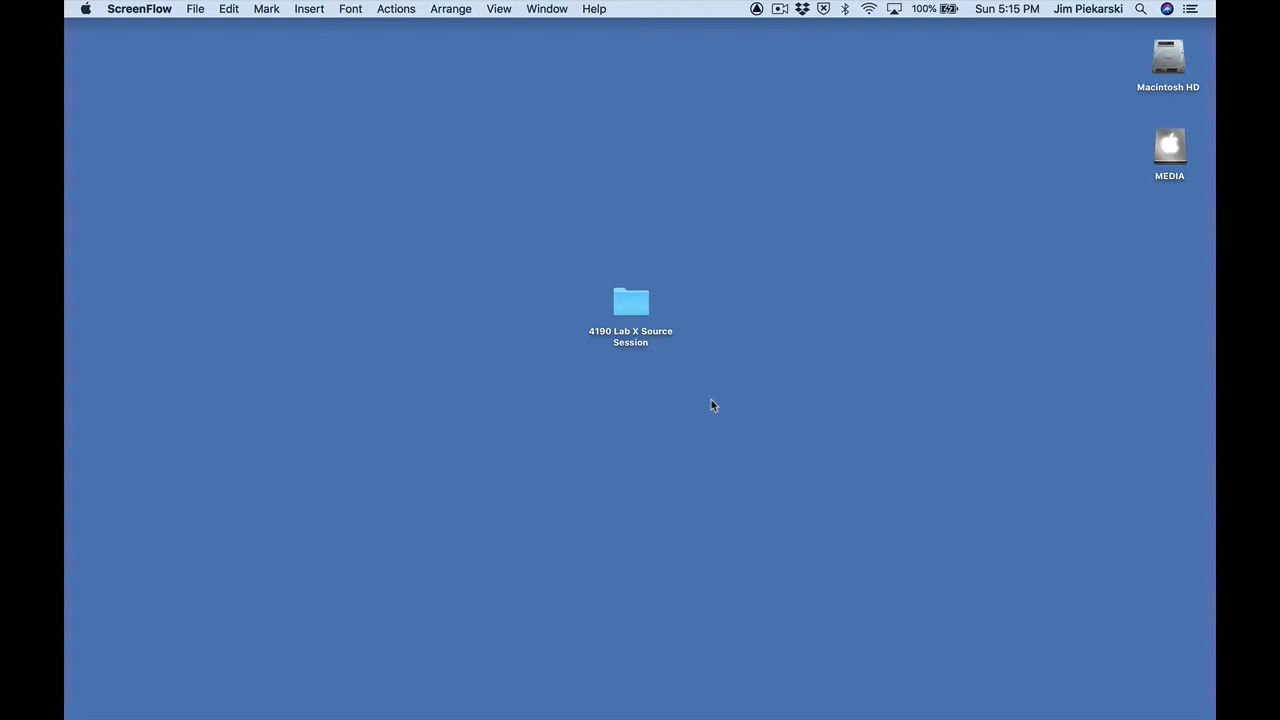 ScreenFlow File Edit Mark Insert Font Actions Arrange View Window Help 100% Sun 5:15 PM Jim Piekarski
Macintosh HD
MEDIA
4190 Lab X Source
Session